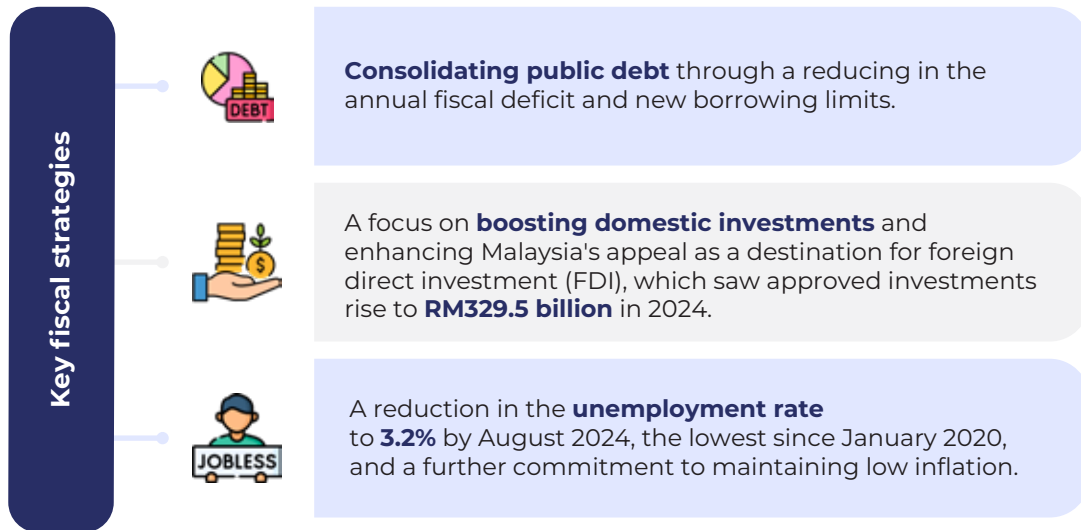 Key fiscal strategies
DEBT
Consolidating public debt through a reducing in the
annual fiscal deficit and new borrowing limits.
$
A focus on boosting domestic investments and
enhancing Malaysia's appeal as a destination for foreign
direct investment (FDI), which saw approved investments
rise to RM329.5 billion in 2024.
JOBLESS
A reduction in the unemployment rate
to 3.2% by August 2024, the lowest since January 2020,
and a further commitment to maintaining low inflation.